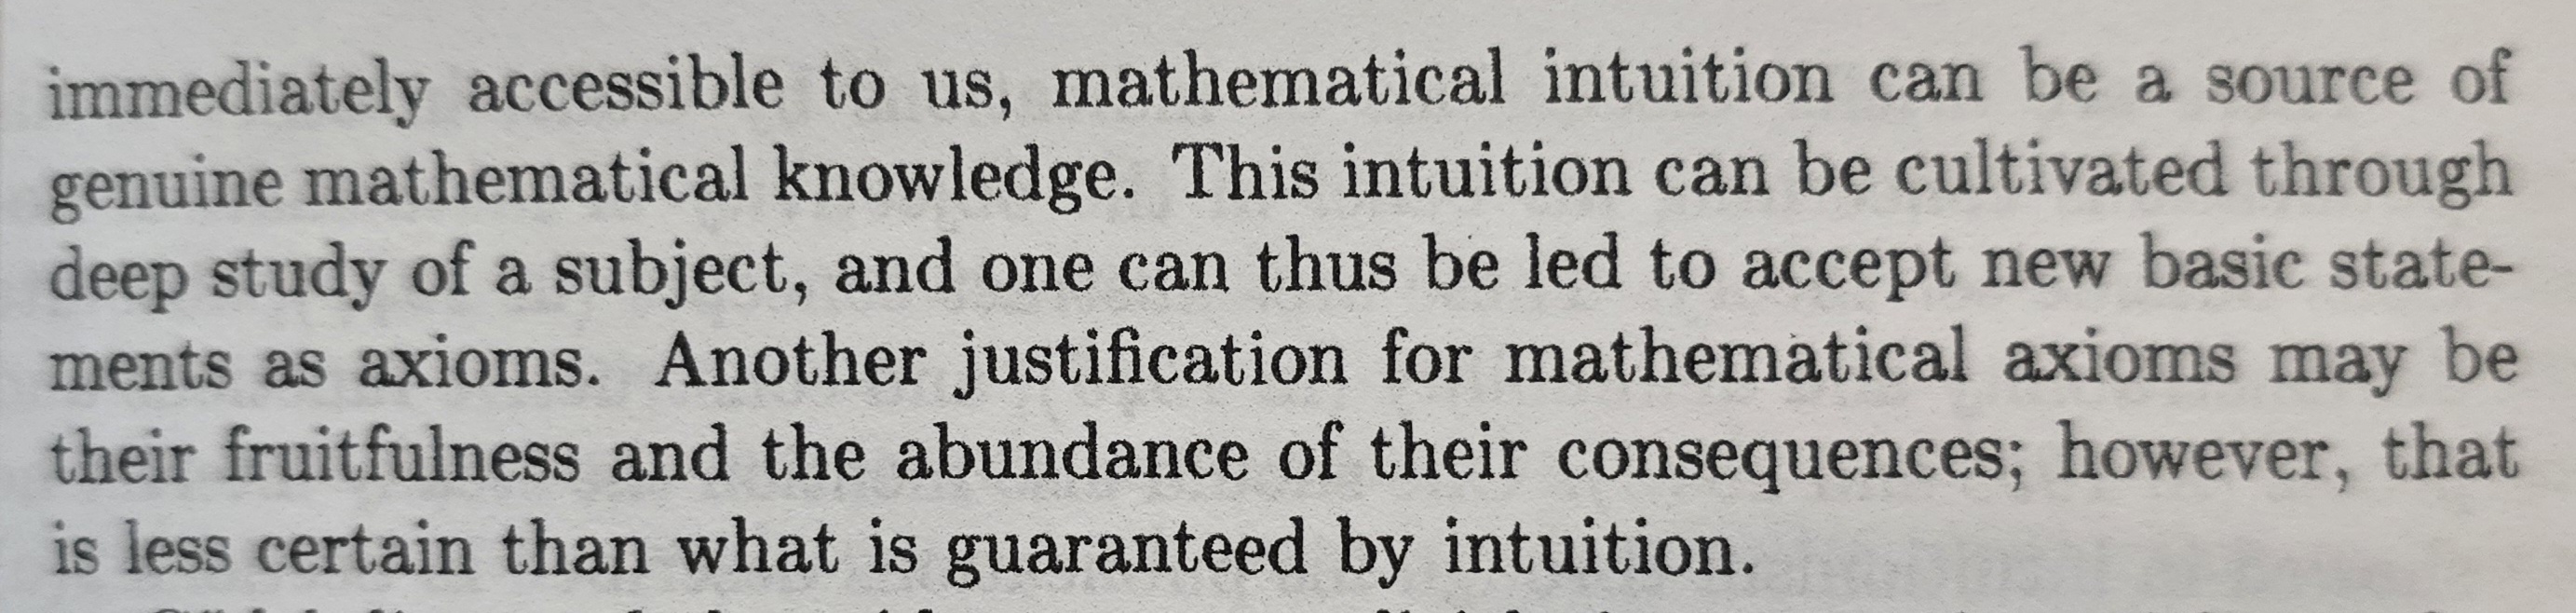 immediately accessible to us, mathematical intuition can be a source of
genuine mathematical knowledge. This intuition can be cultivated through
deep study of a subject, and one can thus be led to accept new basic state-
ments as axioms. Another justification for mathematical axioms may be
their fruitfulness and the abundance of their consequences; however, that
is less certain than what is guaranteed by intuition.